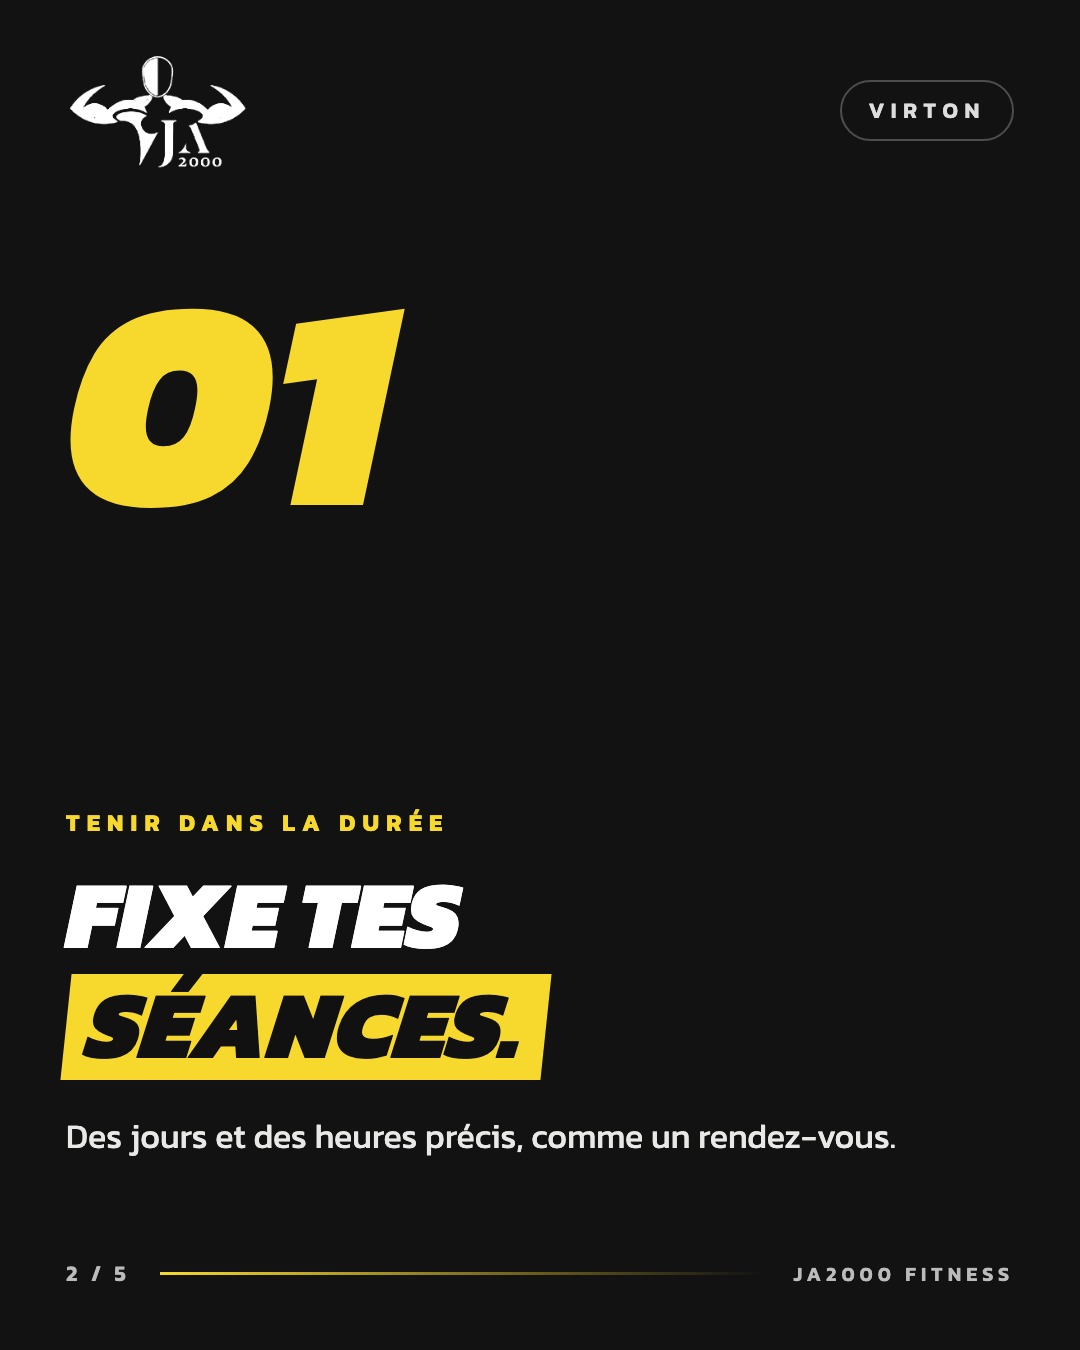 JA
2000
VIRTON
01
TENIR DANS LA DURÉE
FIXE TES
SÉANCES.
Des jours et des heures précis, comme un rendez-vous.
2 / 5
JA2000 FITNESS